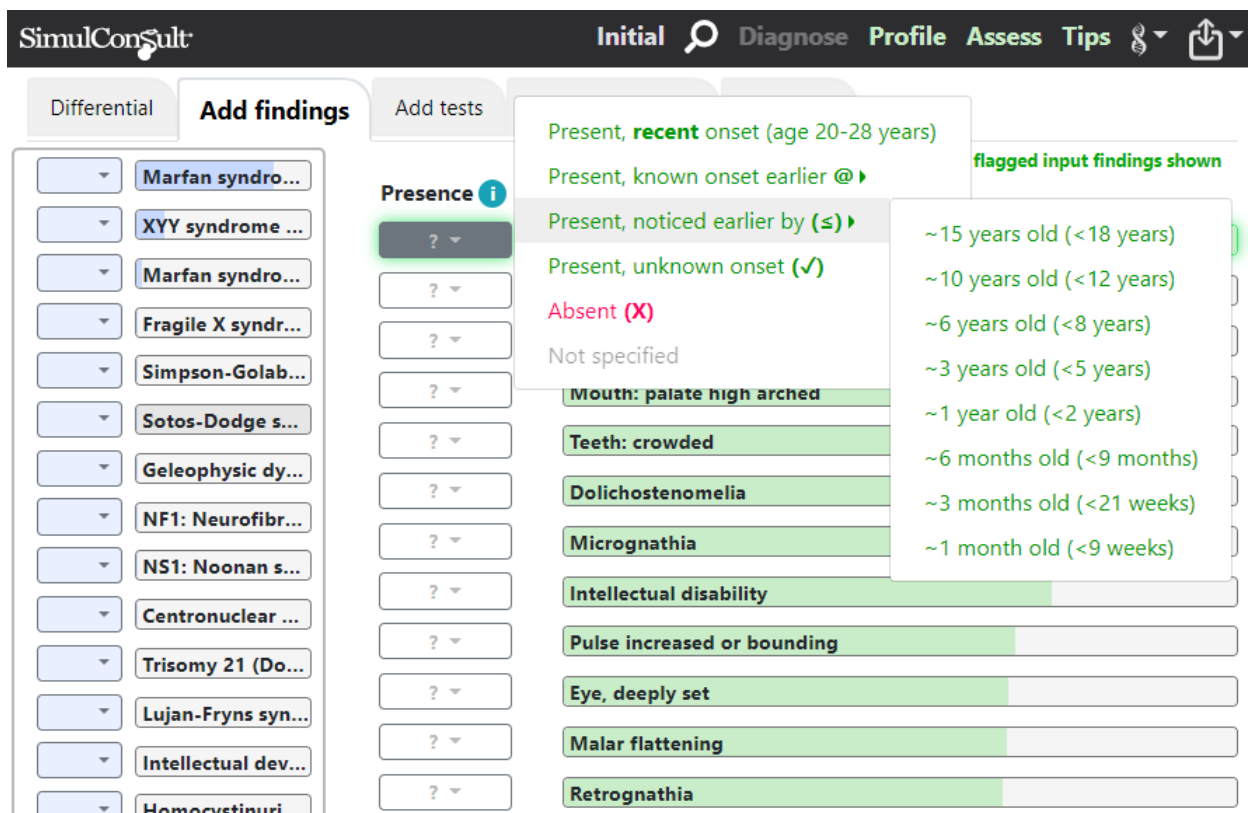 SimulConsult
Initial Diagnose Profile Assess Tips
Differential
Add findings
Add tests
Present, recent onset (age 20-28 years)
Present, known onset earlier @
Present, noticed earlier by (≤)
Present, unknown onset (✓)
Absent (X)
Not specified
flagged input findings shown
~15 years old (<18 years)
~10 years old (<12 years)
~6 years old (<8 years)
~3 years old (<5 years)
~1 year old (<2 years)
~6 months old (<9 months)
~3 months old (<21 weeks)
~1 month old (<9 weeks)
Marfan syndro...
XYY syndrome ...
Marfan syndro...
Fragile X syndr...
Simpson-Golab...
Sotos-Dodge s...
Geleophysic dy...
NF1: Neurofibr...
NS1: Noonan s...
Centronuclear ...
Trisomy 21 (Do...
Lujan-Fryns syn...
Intellectual dev...
Homocystinuri...
Presence i
?
?
?
?
?
?
?
?
?
?
?
?
Mouth: palate high arched
Teeth: crowded
Dolichostenomelia
Micrognathia
Intellectual disability
Pulse increased or bounding
Eye, deeply set
Malar flattening
Retrognathia